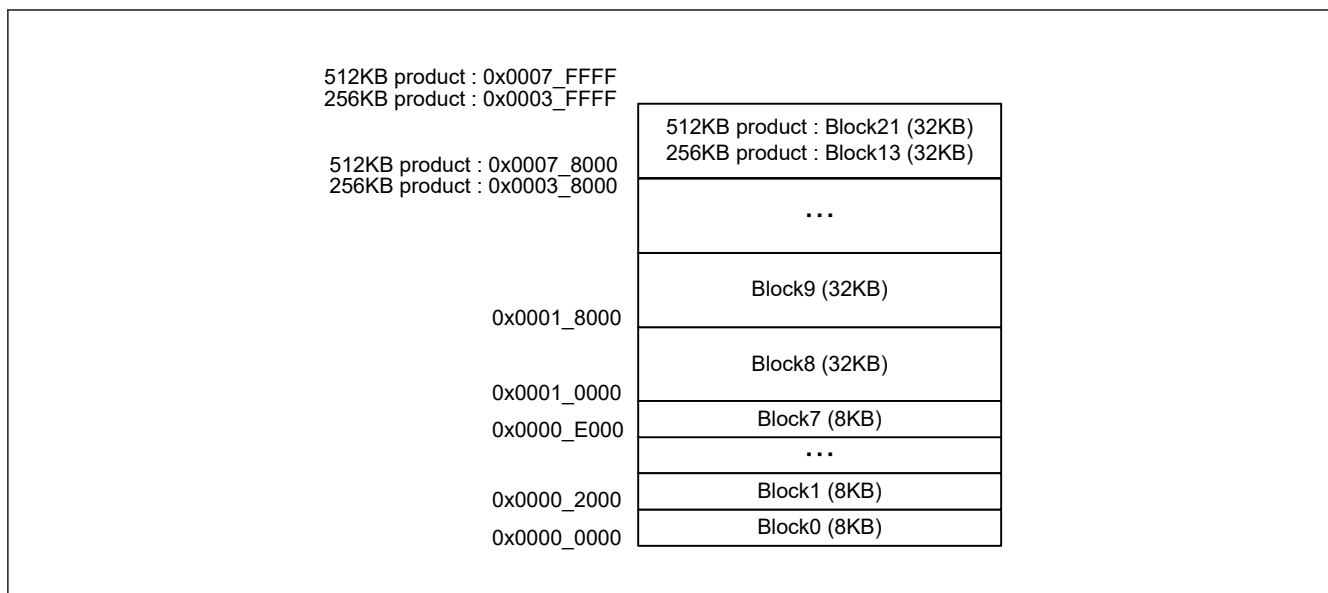 512KB product : 0x0007_FFFF
256KB product : 0x0003_FFFF
512KB product : Block21 (32KB)
256KB product : Block13 (32KB)
512KB product : 0x0007_8000
256KB product : 0x0003_8000
...
Block9 (32KB)
0x0001_8000
Block8 (32KB)
0x0001_0000
Block7 (8KB)
0x0000_E000
...
Block1 (8KB)
0x0000_2000
Block0 (8KB)
0x0000_0000